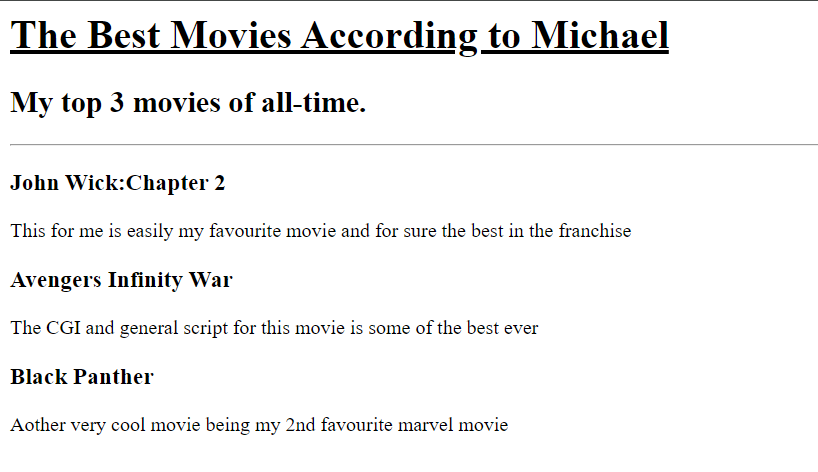 The Best Movies According to Michael
My top 3 movies of all-time.
John Wick:Chapter 2
This for me is easily my favourite movie and for sure the best in the franchise
Avengers Infinity War
The CGI and general script for this movie is some of the best ever
Black Panther
Aother very cool movie being my 2nd favourite marvel movie